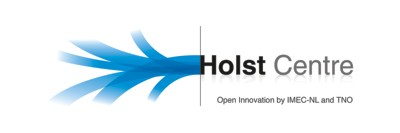 Holst Centre
Open Innovation by IMEC-NL and TNO